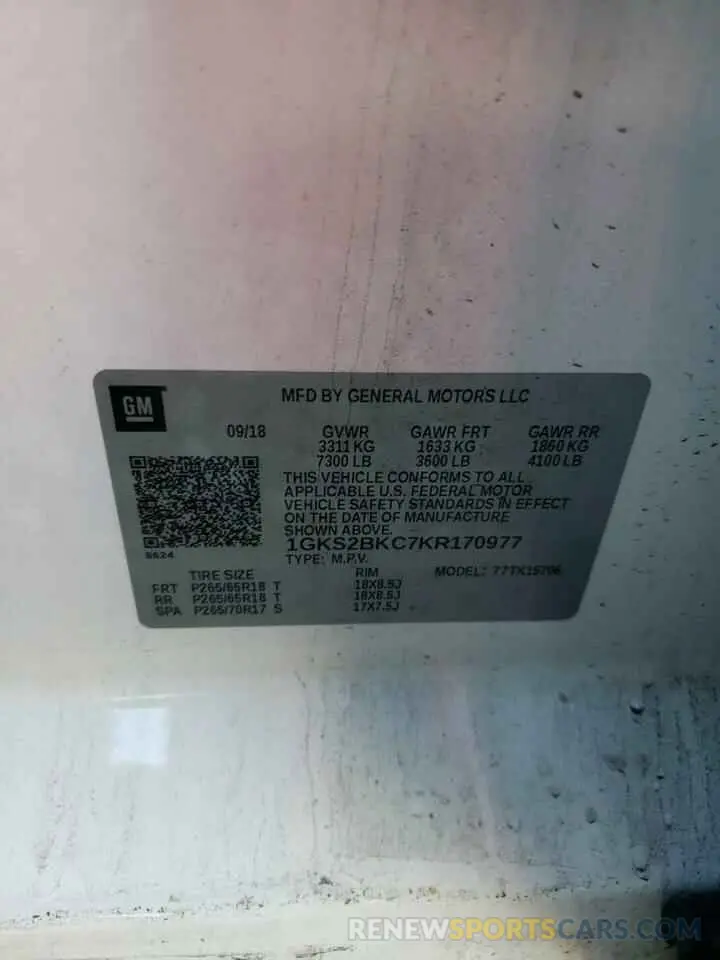 GM
MFD BY GENERAL MOTORS LLC
09/18 GVWR GAWR FRT GAWR RR
3311 KG 1633 KG 1860 KG
7300 LB 3600 LB 4100 LB
THIS VEHICLE CONFORMS TO ALL
APPLICABLE U.S. FEDERAL MOTOR
VEHICLE SAFETY STANDARDS IN EFFECT
ON THE DATE OF MANUFACTURE
SHOWN ABOVE.
1GKS2BKC7KR170977
6624
TYPE: M.P.V.
TIRE SIZE RIM MODEL:
FRT P265/65R18 T 18X8.5J
RR P265/65R18 T 18X8.5J
SPA P265/70R17 S 17X7.5J
RENEWSPORTSCARS.COM